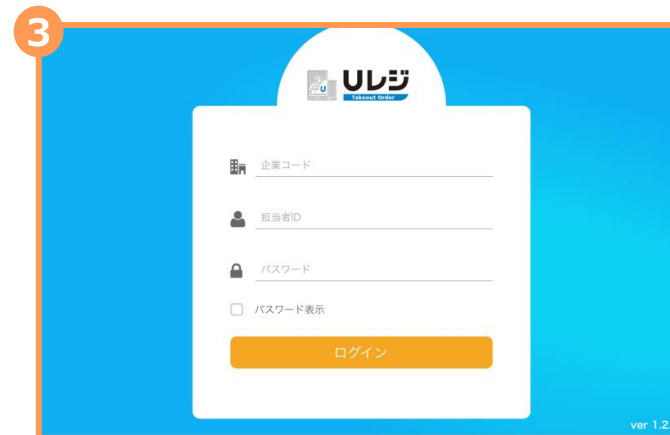 3
Uレジ
Takeout Order
企業コード
担当者ID
パスワード
パスワード表示
ログイン
ver 1.2